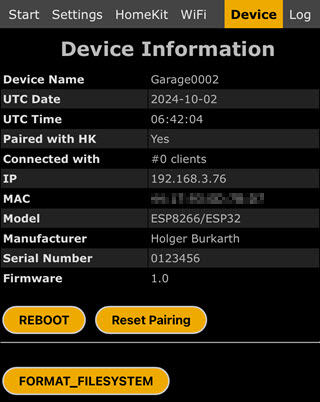 Start Settings HomeKit WiFi Device Log
Device Information
Device Name Garage0002
UTC Date 2024-10-02
UTC Time 06:42:04
Paired with HK Yes
Connected with #0 clients
IP 192.168.3.76
MAC
Model ESP8266/ESP32
Manufacturer Holger Burkarth
Serial Number 0123456
Firmware 1.0
REBOOT Reset Pairing
FORMAT_FILESYSTEM